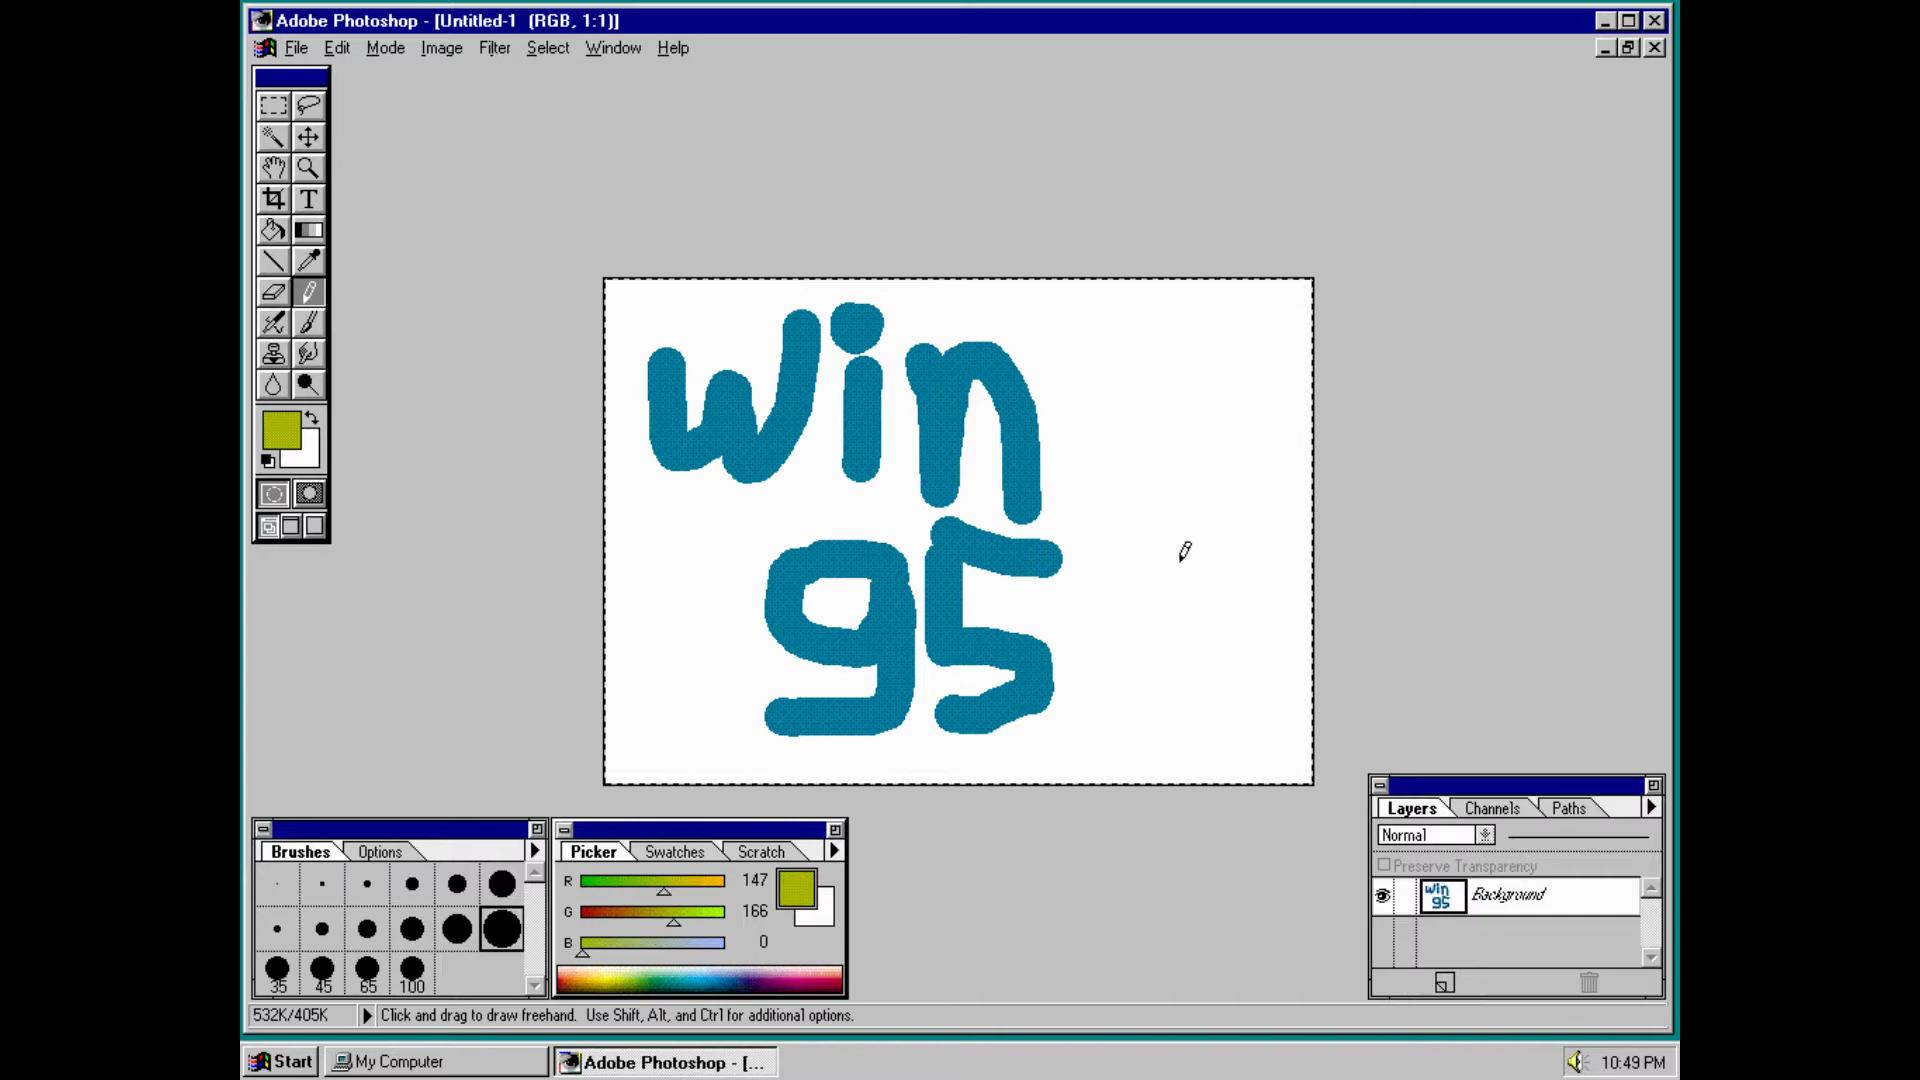 Adobe Photoshop - [Untitled-1 (RGB, 1:1)]
File Edit Mode Image Filter Select Window Help
T
win
95
Layers Channels Paths
Normal
Preserve Transparency
win 95 Background
Brushes Options
35 45 65 100
Picker Swatches Scratch
R 147
G 166
B 0
532K/405K Click and drag to draw freehand. Use Shift, Alt, and Ctrl for additional options.
Start My Computer Adobe Photoshop - [... 10:49 PM